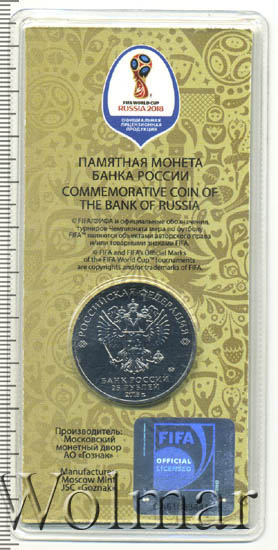 FIFA WORLD CUP
RUSSIA 2018
ОФИЦИАЛЬНАЯ
ЛИЦЕНЗИОННАЯ
ПРОДУКЦИЯ
ПАМЯТНАЯ МОНЕТА
БАНКА РОССИИ
COMMEMORATIVE COIN OF
THE BANK OF RUSSIA
© FIFA/ФИФА и официальные обозначения
турниров Чемпионата мира по футболу
FIFA™ являются объектами авторского права
и/или товарными знаками FIFA.
© FIFA and FIFA's Official Marks
of the FIFA World Cup™ tournaments
are copyrights and/or trademarks of FIFA.
РОССИЙСКАЯ ФЕДЕРАЦИЯ
БАНК РОССИИ
25 РУБЛЕЙ
2018 г.
Производитель:
Московский
монетный двор
АО «Гознак»
Manufacture
Moscow Mint
JSC «Goznak»
FIFA
OFFICIAL
LICENSED
Wolmar